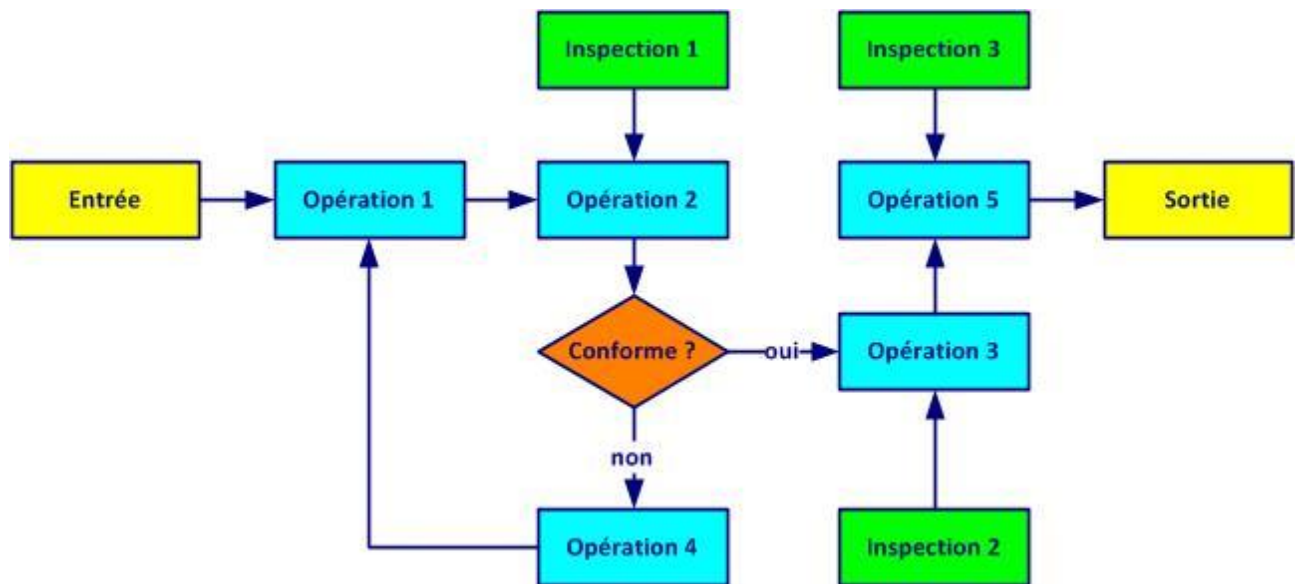 Inspection 1
Inspection 3
Entrée
Opération 1
Opération 2
Opération 5
Sortie
Conforme ?
oui
Opération 3
non
Opération 4
Inspection 2